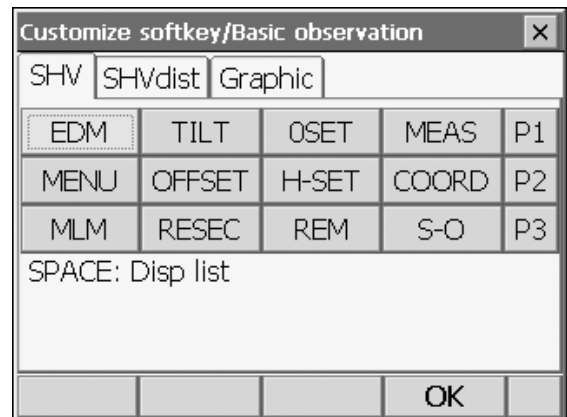 Customize softkey/Basic observation ×
SHV SHVdist Graphic
EDM TILT 0SET MEAS P1
MENU OFFSET H-SET COORD P2
MLM RESEC REM S-O P3
SPACE: Disp list
OK